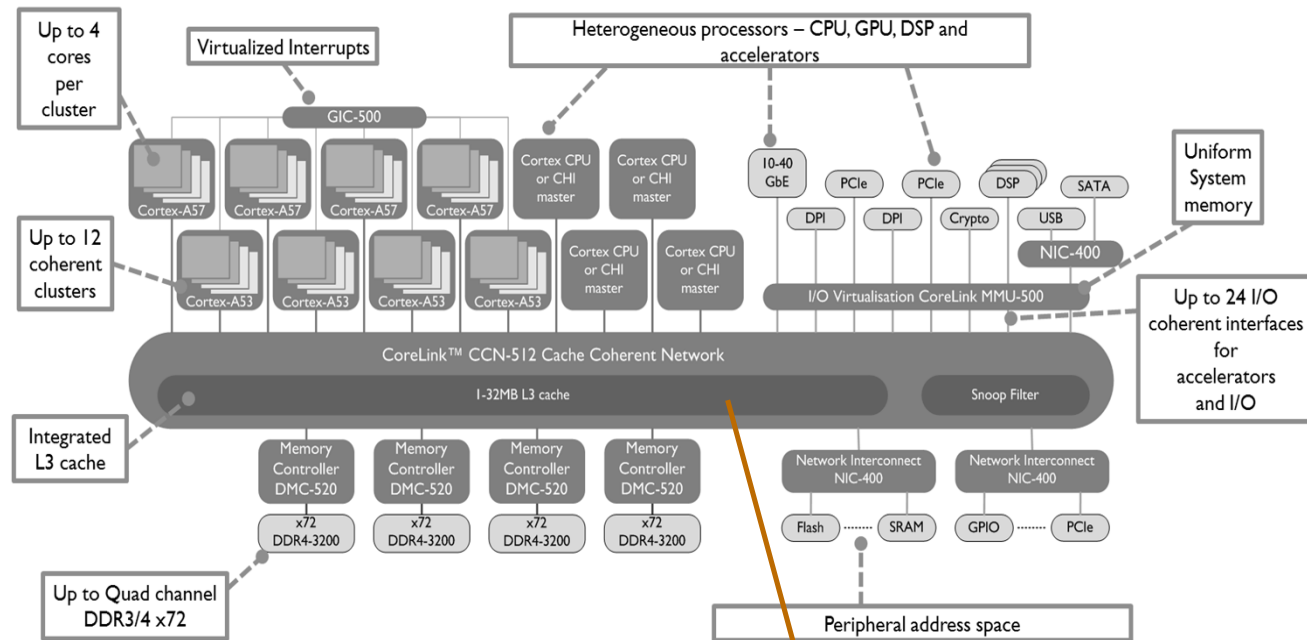 Up to 4
cores
per
cluster
Virtualized Interrupts
Heterogeneous processors – CPU, GPU, DSP and
accelerators
GIC-500
Cortex-A57
Cortex-A57
Cortex-A57
Cortex-A57
Cortex CPU
or CHI
master
Cortex CPU
or CHI
master
10-40
GbE
PCIe
PCIe
DSP
SATA
DPI
DPI
Crypto
USB
NIC-400
Uniform
System
memory
Up to 12
coherent
clusters
Cortex-A53
Cortex-A53
Cortex-A53
Cortex-A53
Cortex CPU
or CHI
master
Cortex CPU
or CHI
master
I/O Virtualisation CoreLink MMU-500
Up to 24 I/O
coherent interfaces
for
accelerators
and I/O
CoreLink™ CCN-512 Cache Coherent Network
1-32MB L3 cache
Snoop Filter
Integrated
L3 cache
Memory
Controller
DMC-520
Memory
Controller
DMC-520
Memory
Controller
DMC-520
Memory
Controller
DMC-520
Network Interconnect
NIC-400
Network Interconnect
NIC-400
x72
DDR4-3200
x72
DDR4-3200
x72
DDR4-3200
x72
DDR4-3200
Flash
SRAM
GPIO
PCIe
Up to Quad channel
DDR3/4 x72
Peripheral address space